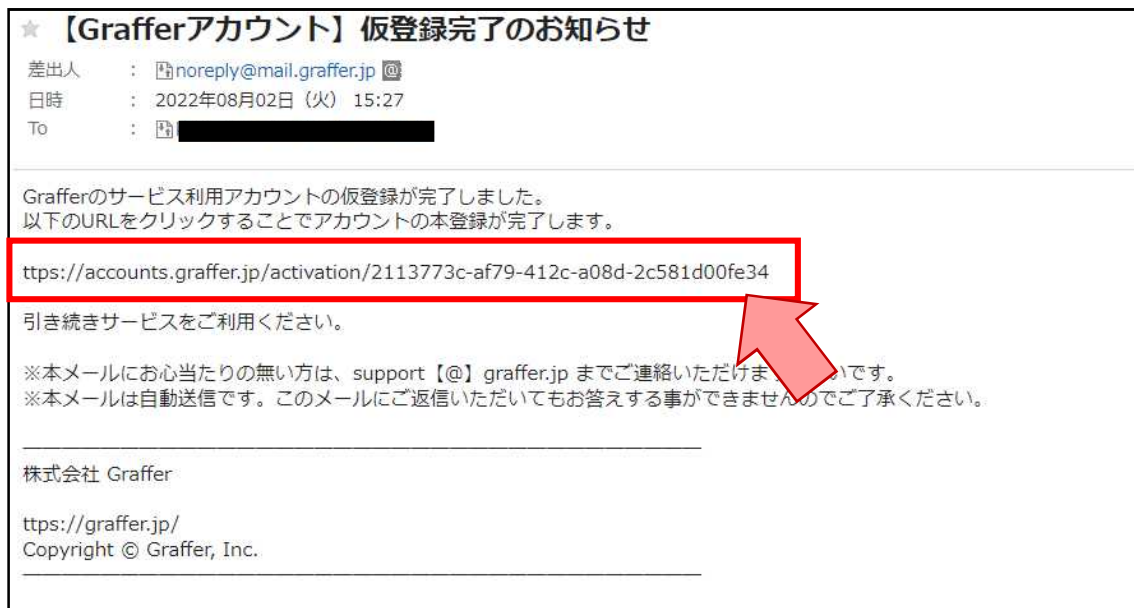 ★ 【Grafferアカウント】仮登録完了のお知らせ
差出人 : noreply@mail.graffer.jp @
日時 : 2022年08月02日（火） 15:27
To :
Grafferのサービス利用アカウントの仮登録が完了しました。
以下のURLをクリックすることでアカウントの本登録が完了します。
ttps://accounts.graffer.jp/activation/2113773c-af79-412c-a08d-2c581d00fe34
引き続きサービスをご利用ください。
※本メールにお心当たりの無い方は、support【@】graffer.jp までご連絡いただけま いです。
※本メールは自動送信です。このメールにご返信いただいてもお答えする事ができませんのでご了承ください。
株式会社 Graffer
ttps://graffer.jp/
Copyright © Graffer, Inc.